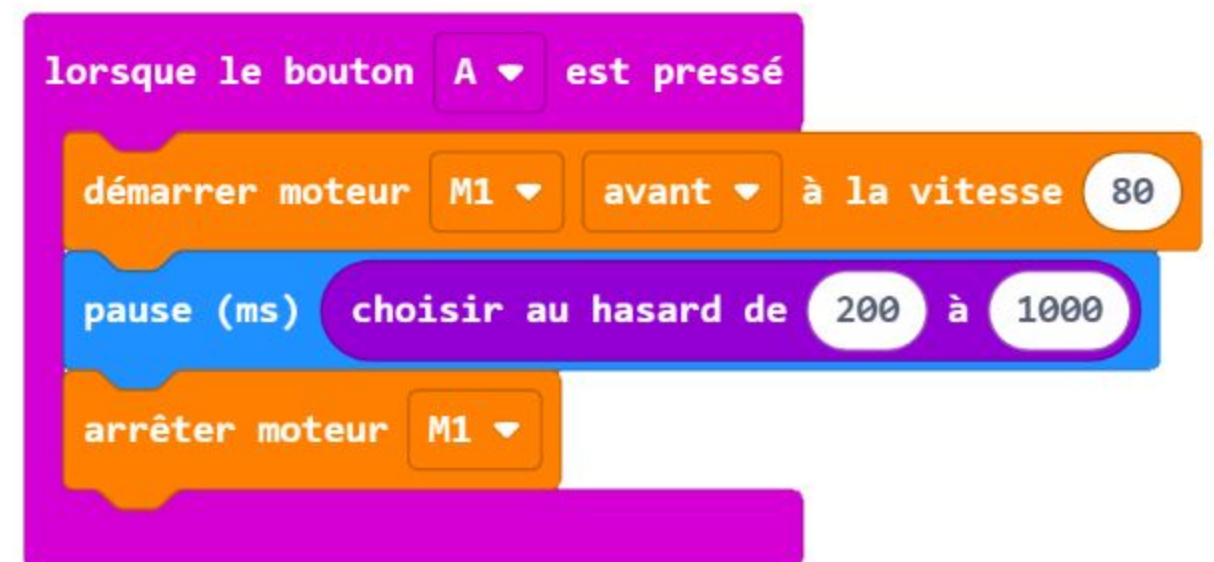 lorsque le bouton A est pressé
démarrer moteur M1 avant à la vitesse 80
pause (ms) choisir au hasard de 200 à 1000
arrêter moteur M1